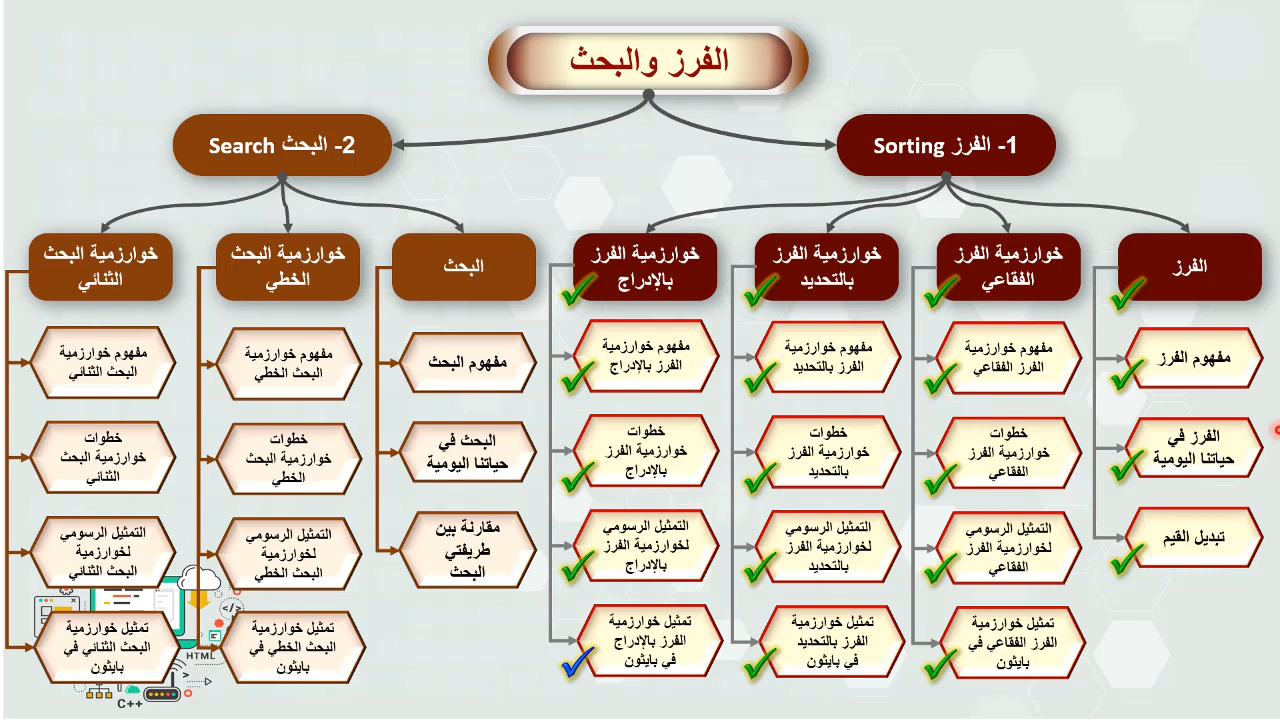 الفرز والبحث
1- الفرز Sorting
2- البحث Search
الفرز
مفهوم الفرز
الفرز في
حياتنا اليومية
تبديل القيم
خوارزمية الفرز
الفقاعي
مفهوم خوارزمية
الفرز الفقاعي
خطوات
خوارزمية الفرز
الفقاعي
التمثيل الرسومي
لخوارزمية الفرز
الفقاعي
تمثيل خوارزمية
الفرز الفقاعي في
بايثون
خوارزمية الفرز
بالتحديد
مفهوم خوارزمية
الفرز بالتحديد
خطوات
خوارزمية الفرز
بالتحديد
التمثيل الرسومي
لخوارزمية الفرز
بالتحديد
تمثيل خوارزمية
الفرز بالتحديد
في بايثون
خوارزمية الفرز
بالإدراج
مفهوم خوارزمية
الفرز بالإدراج
خطوات
خوارزمية الفرز
بالإدراج
التمثيل الرسومي
لخوارزمية الفرز
بالإدراج
تمثيل خوارزمية
الفرز بالإدراج
في بايثون
البحث
مفهوم البحث
البحث في
حياتنا اليومية
مقارنة بين
طريقتي
البحث
خوارزمية البحث
الخطي
مفهوم خوارزمية
البحث الخطي
خطوات
خوارزمية البحث
الخطي
التمثيل الرسومي
لخوارزمية
البحث الخطي
تمثيل خوارزمية
البحث الخطي في
بايثون
خوارزمية البحث
الثنائي
مفهوم خوارزمية
البحث الثنائي
خطوات
خوارزمية البحث
الثنائي
التمثيل الرسومي
لخوارزمية
البحث الثنائي
تمثيل خوارزمية
البحث الثنائي في
بايثون
</>
HTML
C++